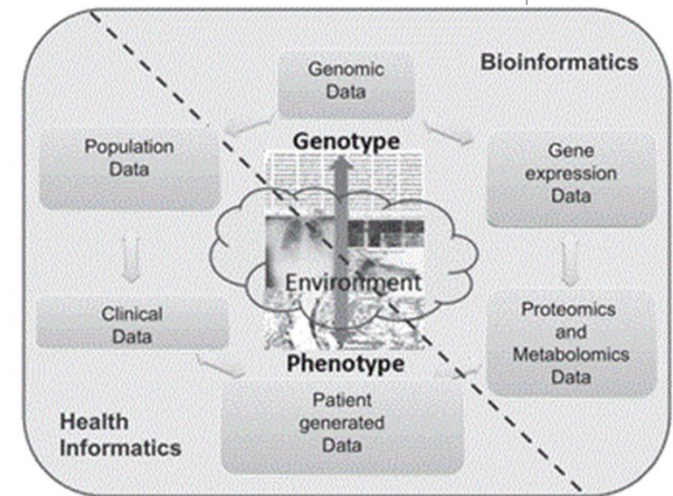 Genomic
Data
Bioinformatics
Population
Data
Genotype
Gene
expression
Data
Environment
Clinical
Data
Proteomics
and
Metabolomics
Data
Phenotype
Patient
generated
Data
Health
Informatics